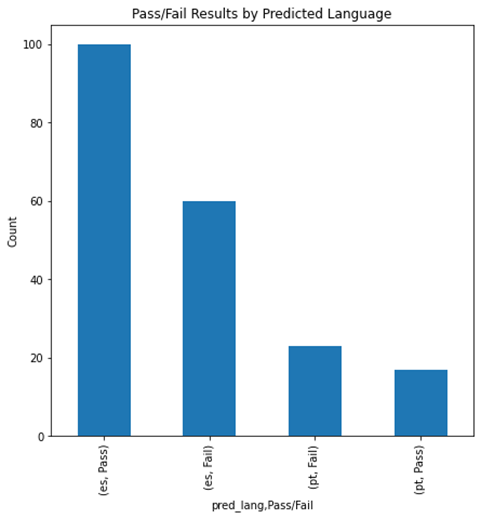 Pass/Fail Results by Predicted Language
100
80
60
40
20
0
Count
(es, Pass)
(es, Fail)
(pt, Fail)
(pt, Pass)
pred_lang,Pass/Fail